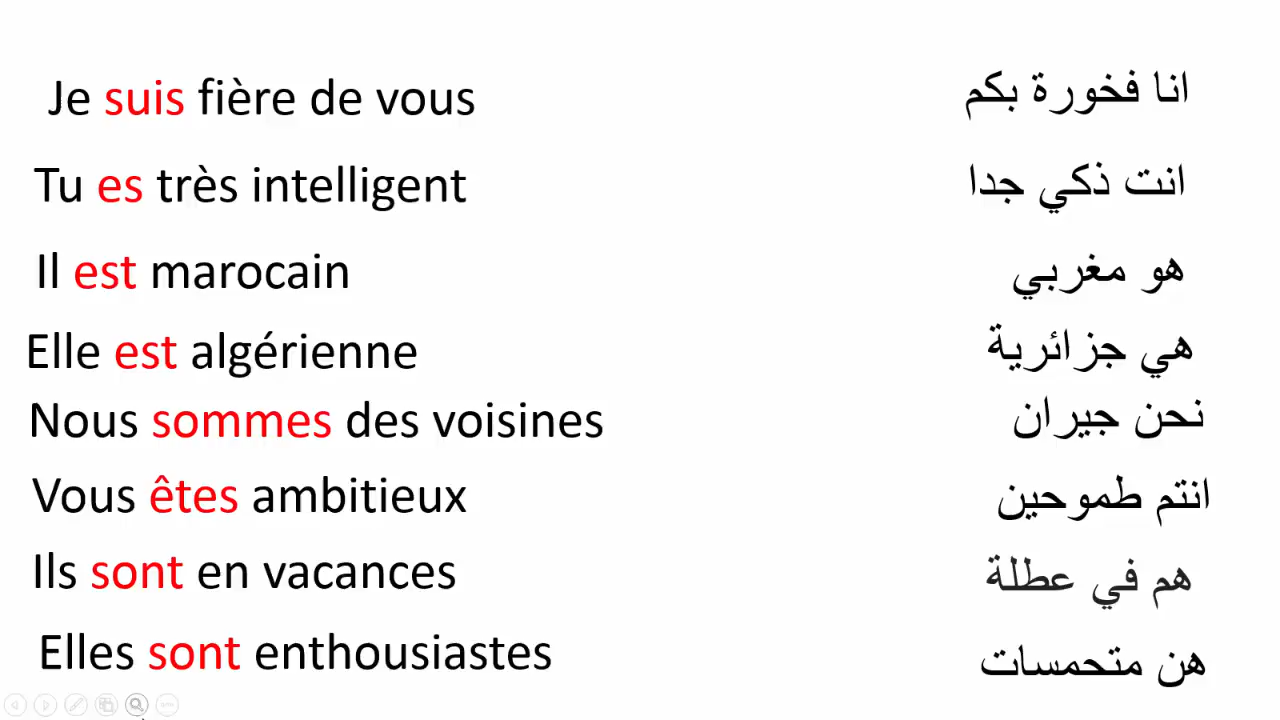 Je suis fière de vous انا فخورة بكم
Tu es très intelligent انت ذكي جدا
Il est marocain هو مغربي
Elle est algérienne هي جزائرية
Nous sommes des voisines نحن جيران
Vous êtes ambitieux انتم طموحين
Ils sont en vacances هم في عطلة
Elles sont enthousiastes هن متحمسات